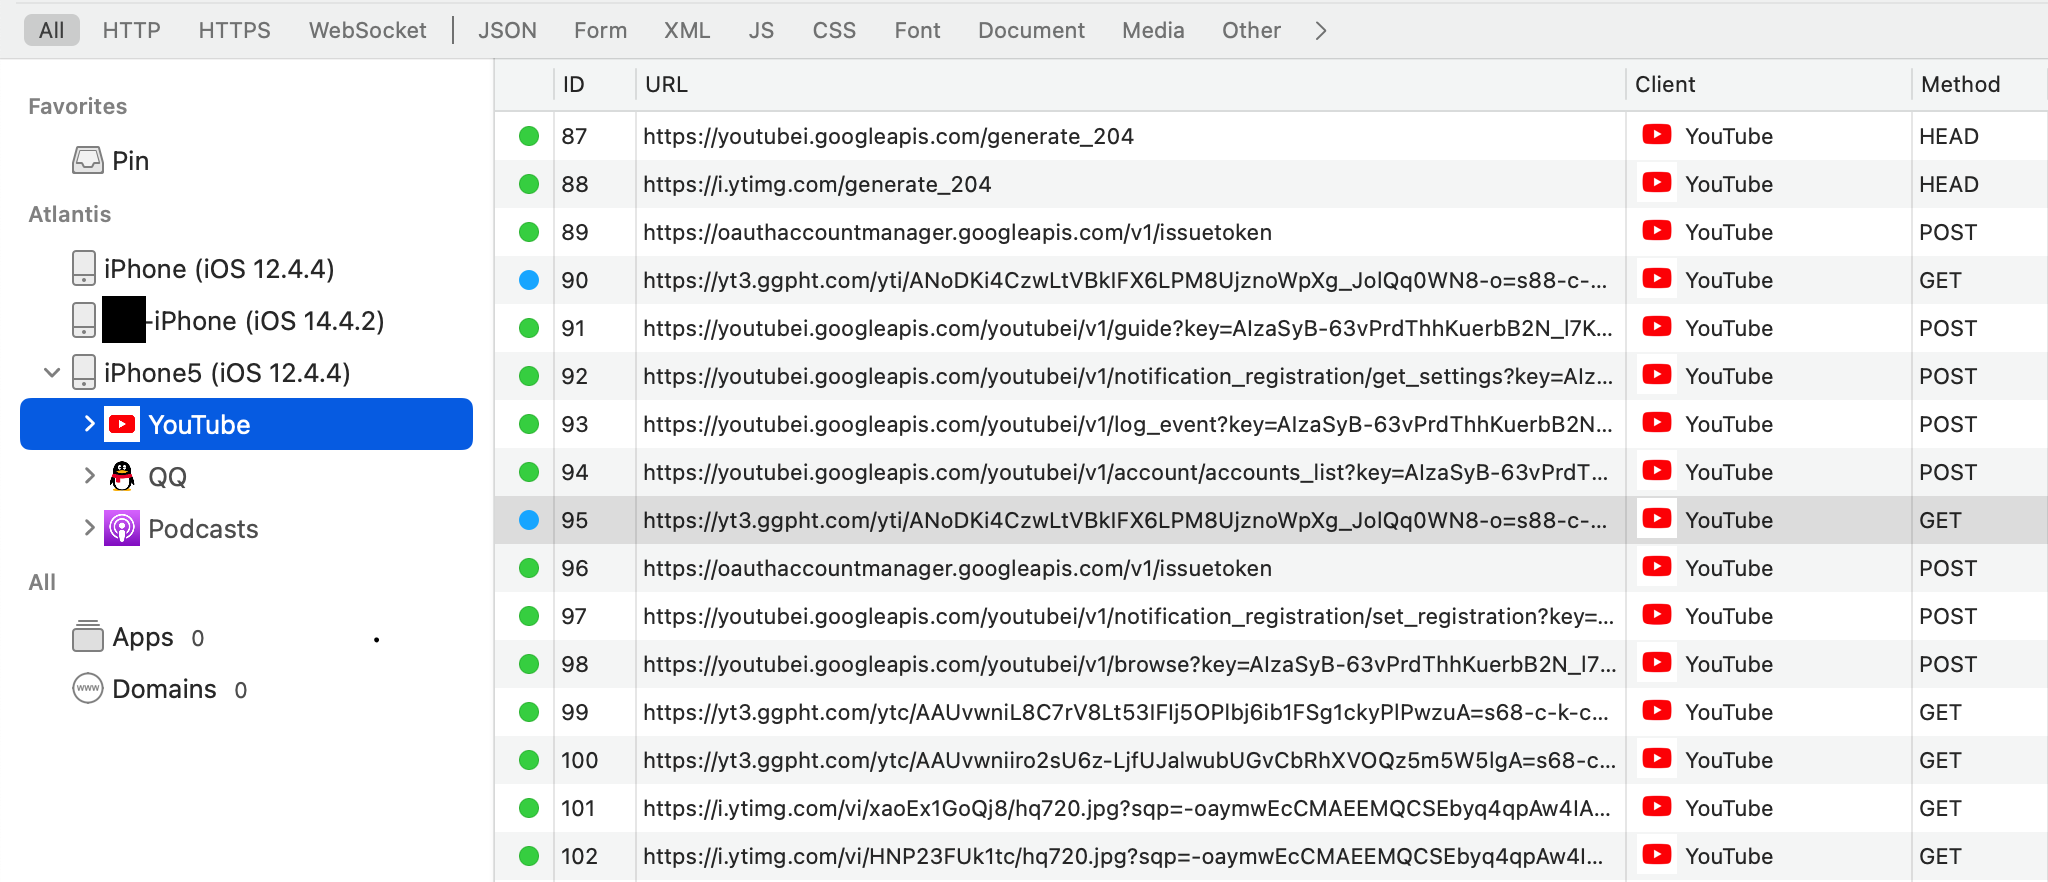 All HTTP HTTPS WebSocket JSON Form XML JS CSS Font Document Media Other
Favorites
Pin
Atlantis
iPhone (iOS 12.4.4)
-iPhone (iOS 14.4.2)
iPhone5 (iOS 12.4.4)
YouTube
QQ
Podcasts
All
Apps 0
www
Domains 0
ID URL Client Method
87 https://youtubei.googleapis.com/generate_204 YouTube HEAD
88 https://i.ytimg.com/generate_204 YouTube HEAD
89 https://oauthaccountmanager.googleapis.com/v1/issuetoken YouTube POST
90 https://yt3.ggpht.com/yti/ANoDKi4CzwLtVBkIFX6LPM8UjznoWpXg_JolQq0WN8-o=s88-c-... YouTube GET
91 https://youtubei.googleapis.com/youtubei/v1/guide?key=AIzaSyB-63vPrdThhKuerbB2N_l7K... YouTube POST
92 https://youtubei.googleapis.com/youtubei/v1/notification_registration/get_settings?key=AIz... YouTube POST
93 https://youtubei.googleapis.com/youtubei/v1/log_event?key=AIzaSyB-63vPrdThhKuerbB2N... YouTube POST
94 https://youtubei.googleapis.com/youtubei/v1/account/accounts_list?key=AIzaSyB-63vPrdT... YouTube POST
95 https://yt3.ggpht.com/yti/ANoDKi4CzwLtVBkIFX6LPM8UjznoWpXg_JolQq0WN8-o=s88-c-... YouTube GET
96 https://oauthaccountmanager.googleapis.com/v1/issuetoken YouTube POST
97 https://youtubei.googleapis.com/youtubei/v1/notification_registration/set_registration?key=... YouTube POST
98 https://youtubei.googleapis.com/youtubei/v1/browse?key=AIzaSyB-63vPrdThhKuerbB2N_l7... YouTube POST
99 https://yt3.ggpht.com/ytc/AAUvwniL8C7rV8Lt53IFIj5OPlbj6ib1FSg1ckyPlPwzuA=s68-c-k-c... YouTube GET
100 https://yt3.ggpht.com/ytc/AAUvwniiro2sU6z-LjfUJalwubUGvCbRhXVOQz5m5W5lgA=s68-c... YouTube GET
101 https://i.ytimg.com/vi/xaoEx1GoQj8/hq720.jpg?sqp=-oaymwEcCMAEEMQCSEbyq4qpAw4IA... YouTube GET
102 https://i.ytimg.com/vi/HNP23FUk1tc/hq720.jpg?sqp=-oaymwEcCMAEEMQCSEbyq4qpAw4I... YouTube GET